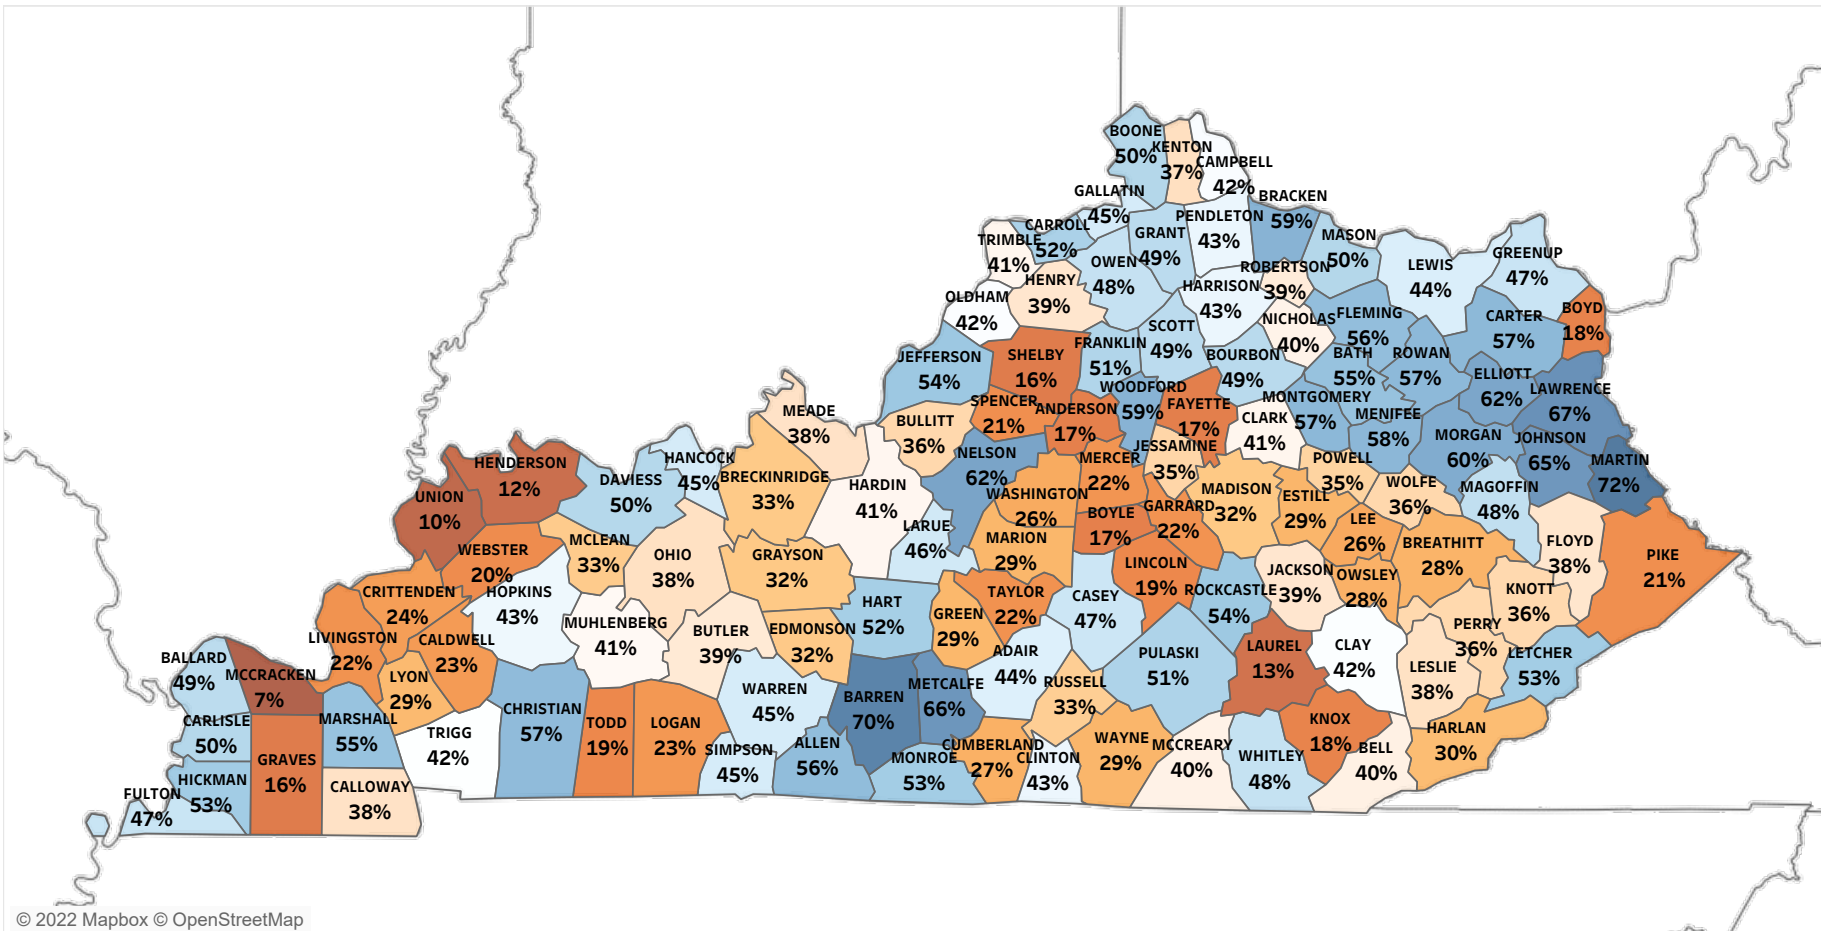 BOONE
50%
KENTON
37%
CAMPBELL
42%
GALLATIN
45%
BRACKEN
59%
CARROLL
52%
PENDLETON
43%
GRANT
49%
MASON
50%
TRIMBLE
41%
OWEN
48%
ROBERTSON
39%
LEWIS
44%
GREENUP
47%
HENRY
39%
HARRISON
43%
OLDHAM
42%
NICHOLAS
40%
FLEMING
56%
CARTER
57%
BOYD
18%
SCOTT
49%
FRANKLIN
51%
JEFFERSON
54%
SHELBY
16%
BOURBON
49%
BATH
55%
ROWAN
57%
ELLIOTT
62%
LAWRENCE
67%
WOODFORD
59%
FAYETTE
17%
MONTGOMERY
57%
SPENCER
21%
ANDERSON
17%
MEADE
38%
BULLITT
36%
CLARK
41%
MENIFEE
58%
MORGAN
60%
JOHNSON
65%
MARTIN
72%
JESSAMINE
35%
NELSON
62%
MERCER
22%
POWELL
35%
HENDERSON
12%
HANCOCK
45%
DAVIESS
50%
BRECKINRIDGE
33%
HARDIN
41%
WASHINGTON
26%
MADISON
32%
ESTILL
29%
WOLFE
36%
MAGOFFIN
48%
UNION
10%
LARUE
46%
BOYLE
17%
GARRARD
22%
LEE
26%
BREATHITT
28%
FLOYD
38%
PIKE
21%
WEBSTER
20%
MCLEAN
33%
OHIO
38%
GRAYSON
32%
MARION
29%
LINCOLN
19%
ROCKCASTLE
54%
JACKSON
39%
OWSLEY
28%
KNOTT
36%
CRITTENDEN
24%
HOPKINS
43%
HART
52%
GREEN
29%
TAYLOR
22%
CASEY
47%
MUHLENBERG
41%
BUTLER
39%
EDMONSON
32%
PERRY
36%
LIVINGSTON
22%
CALDWELL
23%
ADAIR
44%
PULASKI
51%
LAUREL
13%
CLAY
42%
LESLIE
38%
LETCHER
53%
BALLARD
49%
MCCRACKEN
7%
LYON
29%
WARREN
45%
BARREN
70%
METCALFE
66%
RUSSELL
33%
CARLISLE
50%
MARSHALL
55%
TRIGG
42%
CHRISTIAN
57%
TODD
19%
LOGAN
23%
SIMPSON
45%
ALLEN
56%
MONROE
53%
CUMBERLAND
27%
CLINTON
43%
WAYNE
29%
MCCREARY
40%
WHITLEY
48%
KNOX
18%
BELL
40%
HARLAN
30%
GRAVES
16%
HICKMAN
53%
FULTON
47%
CALLOWAY
38%
© 2022 Mapbox © OpenStreetMap